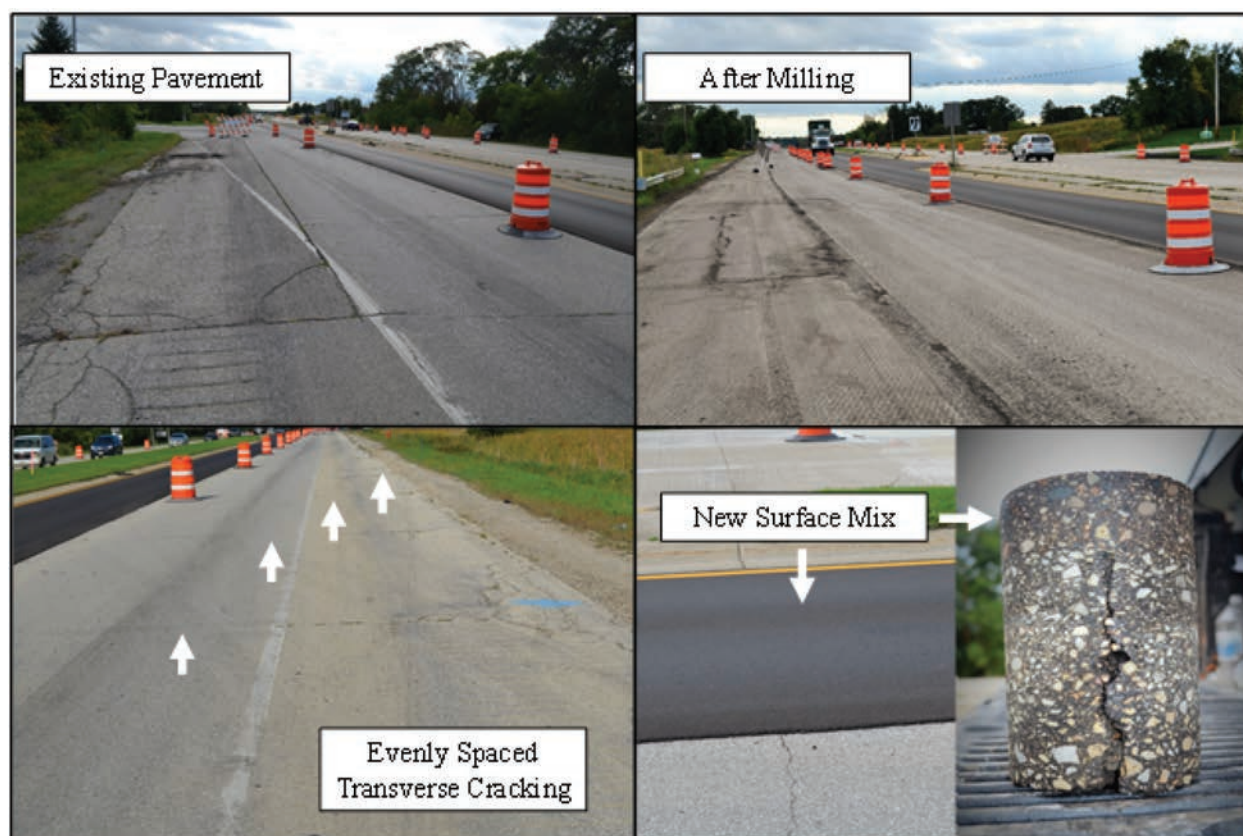 Existing Pavement
After Milling
Evenly Spaced
Transverse Cracking
New Surface Mix